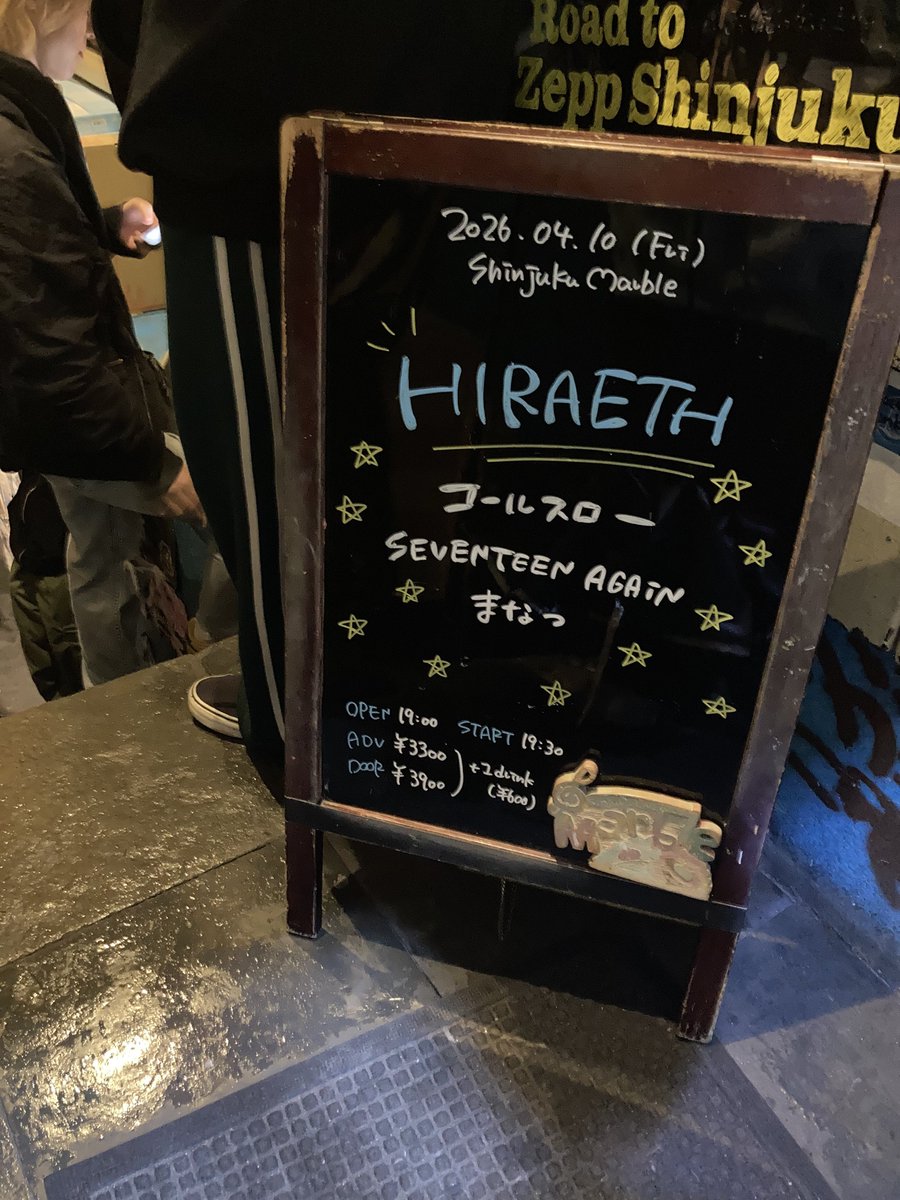 Road to
Zepp Shinjuku
2026.04.10 (Fri)
Shinjuku Marble
HIRAETH
コールスロー
SEVENTEEN AGAiN
まなつ
OPEN 19:00 START 19:30
ADV ¥3300
DOOR ¥3900
+1drink
(¥600)
Marble